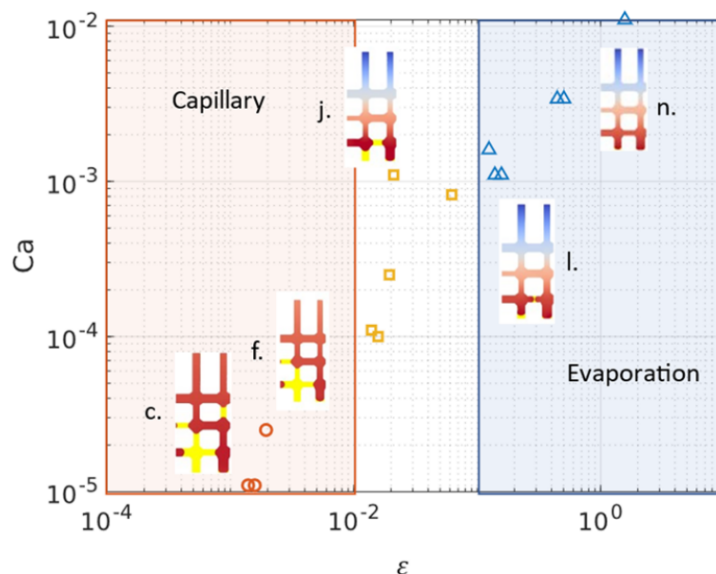 10^-2
Capillary
j.
n.
10^-3
Ca
l.
10^-4
f.
Evaporation
c.
10^-5
10^-4
10^-2
10^0
ε